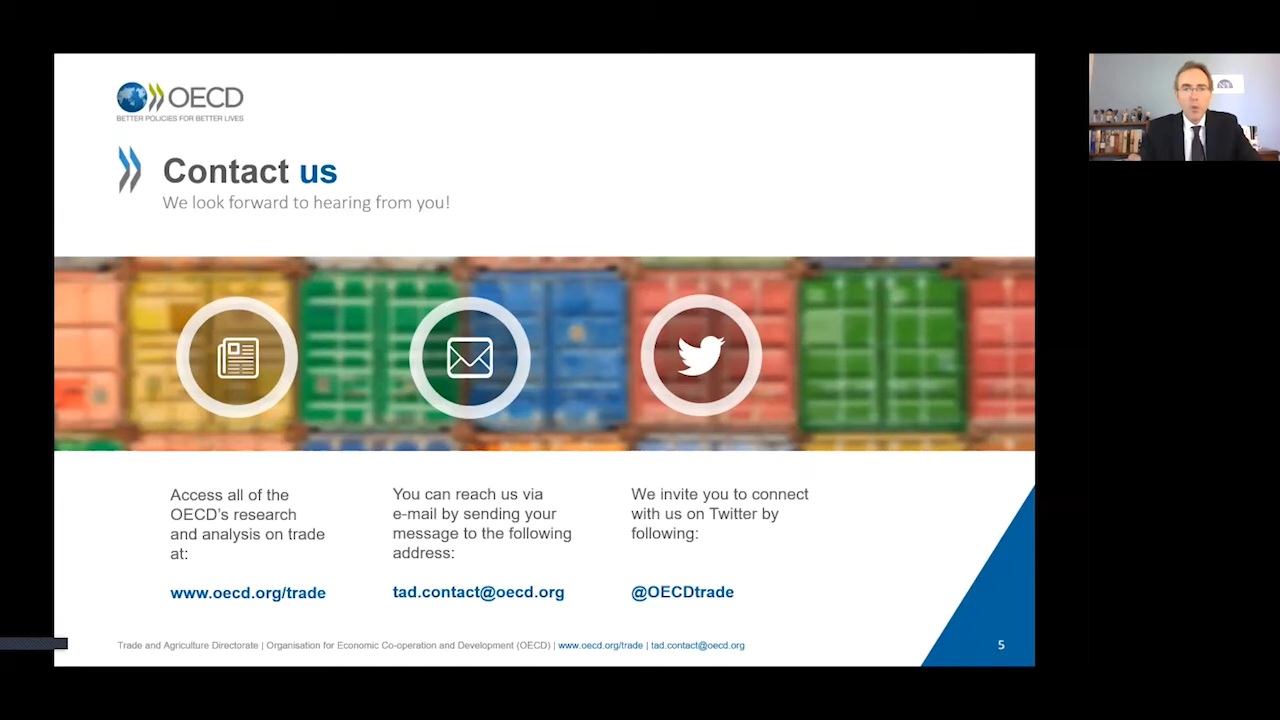 OECD
BETTER POLICIES FOR BETTER LIVES
Contact us
We look forward to hearing from you!
Access all of the
OECD's research
and analysis on trade
at:
www.oecd.org/trade
You can reach us via
e-mail by sending your
message to the following
address:
tad.contact@oecd.org
We invite you to connect
with us on Twitter by
following:
@OECDtrade
Trade and Agriculture Directorate | Organisation for Economic Co-operation and Development (OECD) | www.oecd.org/trade | tad.contact@oecd.org
5